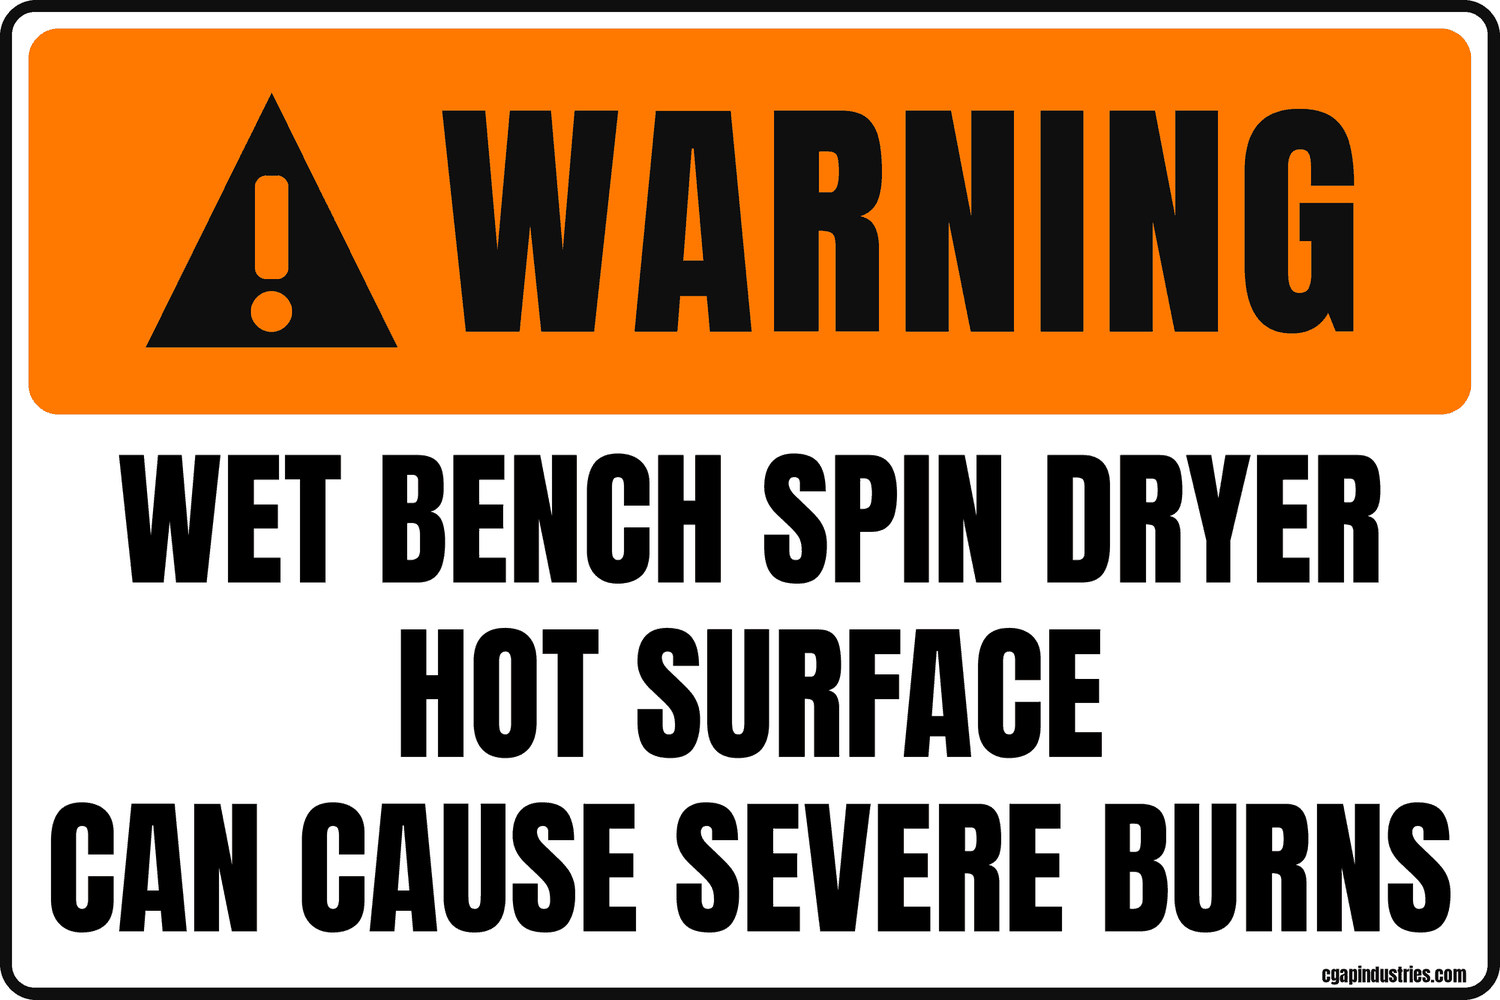 WARNING
WET BENCH SPIN DRYER
HOT SURFACE
CAN CAUSE SEVERE BURNS
cgapindustries.com